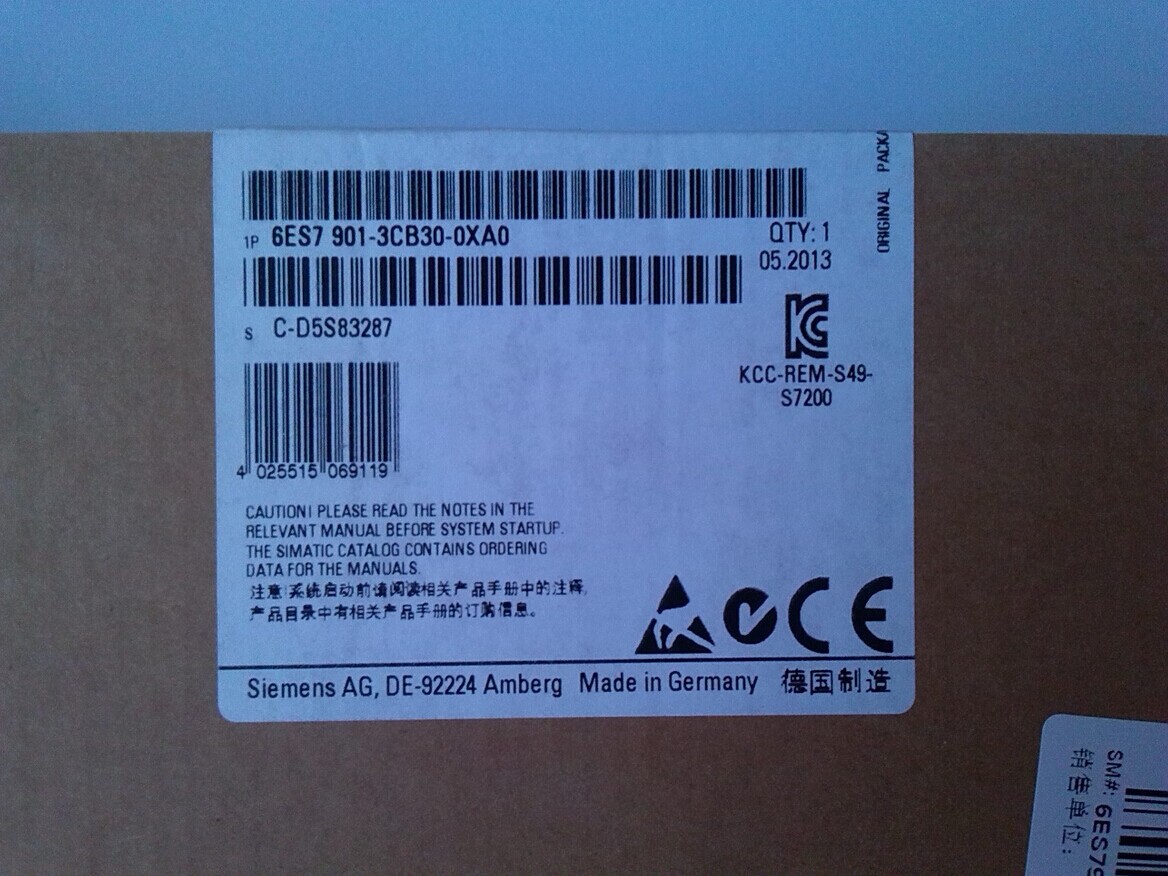 ORIGINAL PACKA
1P 6ES7 901-3CB30-0XA0
QTY: 1
05.2013
S C-D5S83287
KCC-REM-S49-
S7200
4 025515 069119
CAUTION! PLEASE READ THE NOTES IN THE
RELEVANT MANUAL BEFORE SYSTEM STARTUP.
THE SIMATIC CATALOG CONTAINS ORDERING
DATA FOR THE MANUALS.
注意!系统启动前请阅读相关产品手册中的注释,
产品目录中有相关产品手册的订购信息。
CE
Siemens AG, DE-92224 Amberg Made in Germany 德国制造
SM#: 6ES79
销售单位: